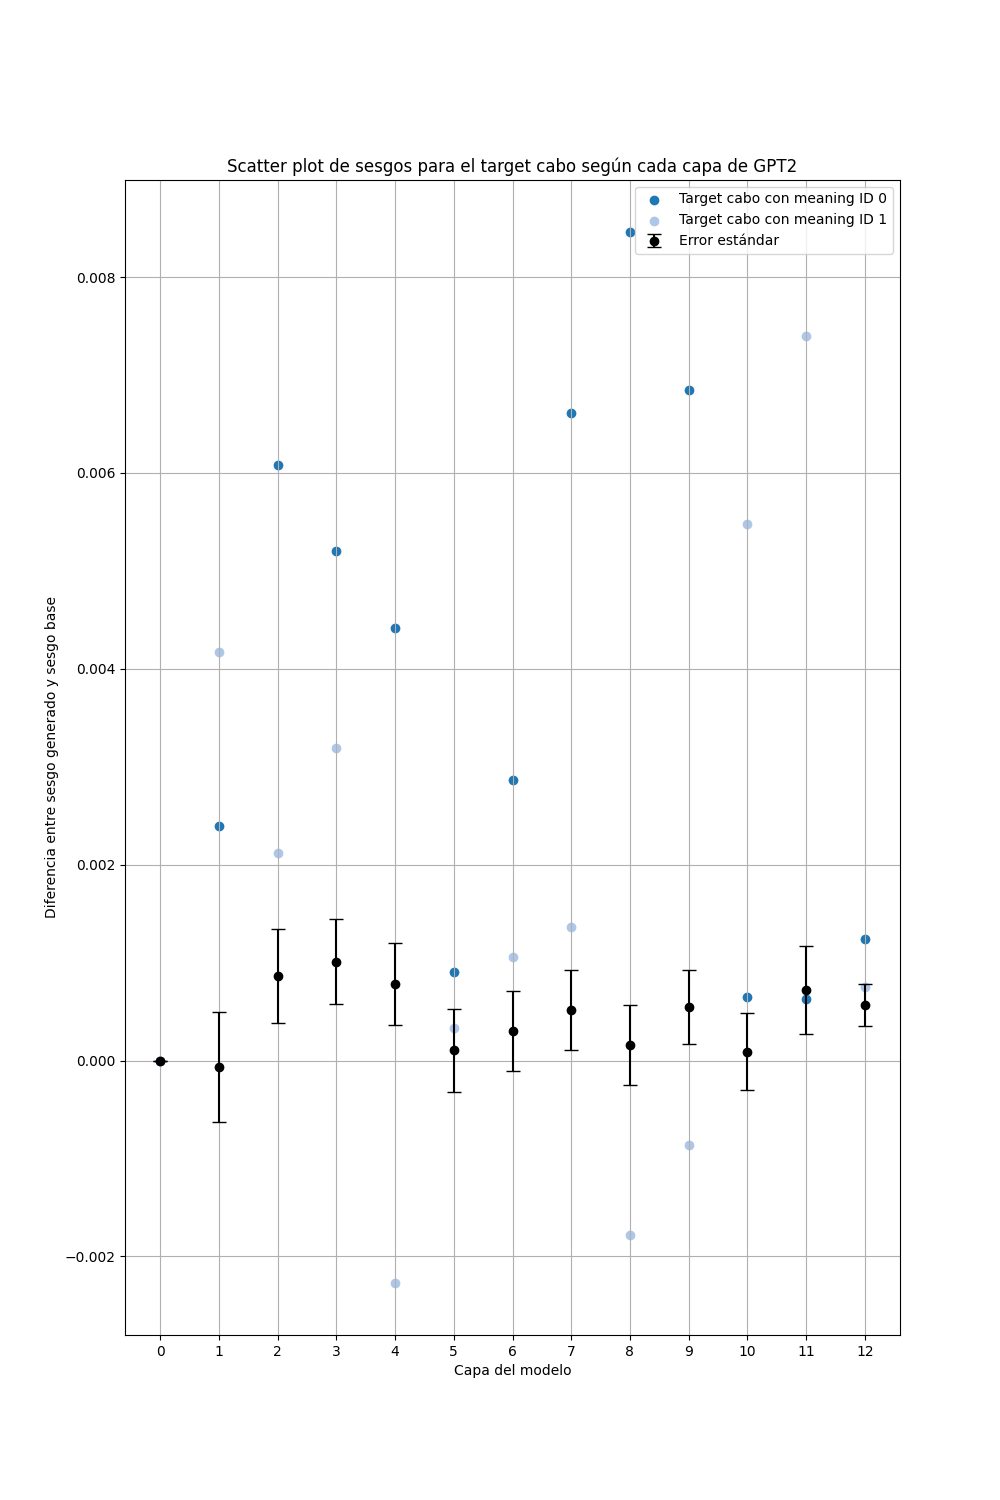 Scatter plot de sesgos para el target cabo según cada capa de GPT2
Target cabo con meaning ID 0
Target cabo con meaning ID 1
Error estándar
0.008
0.006
0.004
0.002
0.000
−0.002
Diferencia entre sesgo generado y sesgo base
0 1 2 3 4 5 6 7 8 9 10 11 12
Capa del modelo